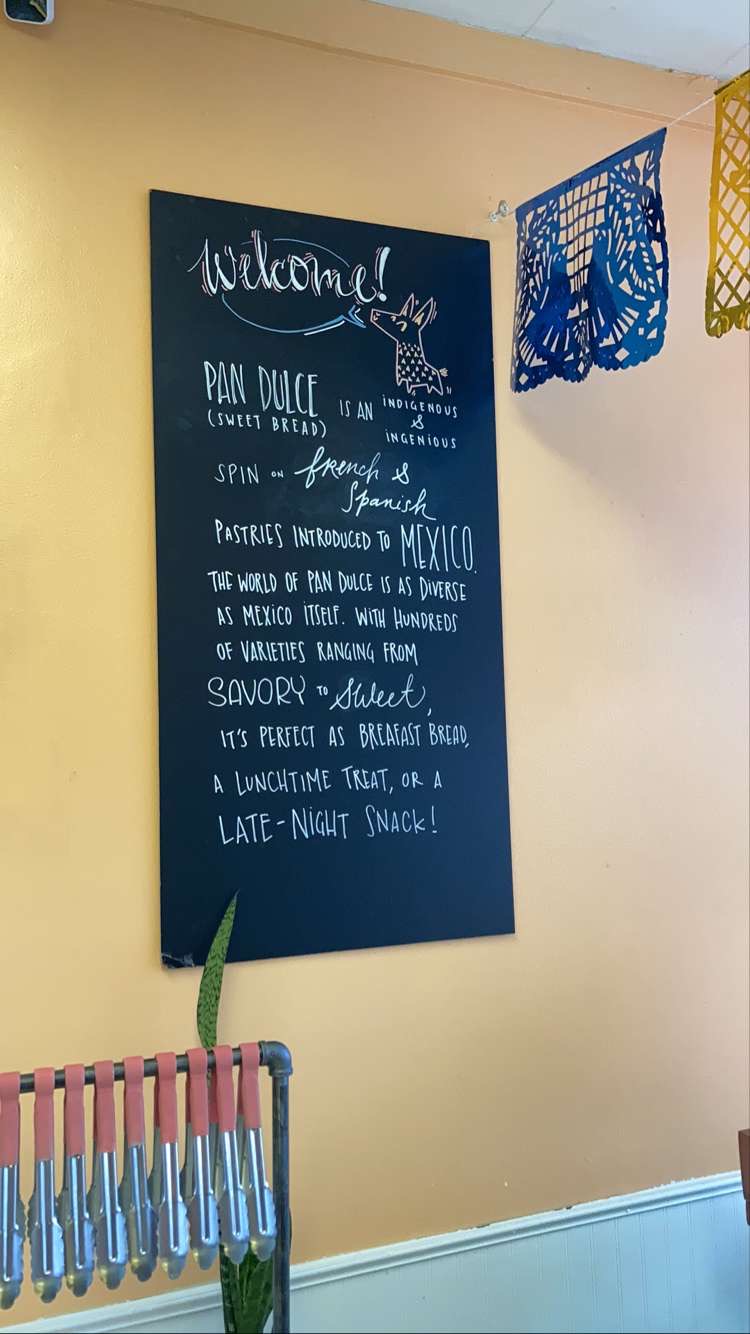 Welcome!
PAN DULCE
(SWEET BREAD)
IS AN
INDIGENOUS
&
INGENIOUS
SPIN ON French &
Spanish
PASTRIES INTRODUCED TO MEXICO.
THE WORLD OF PAN DULCE IS AS DIVERSE
AS MEXICO ITSELF. WITH HUNDREDS
OF VARIETIES RANGING FROM
SAVORY TO Sweet,
IT'S PERFECT AS BREAFAST BREAD,
A LUNCHTIME TREAT, OR A
LATE-NIGHT SNACK!